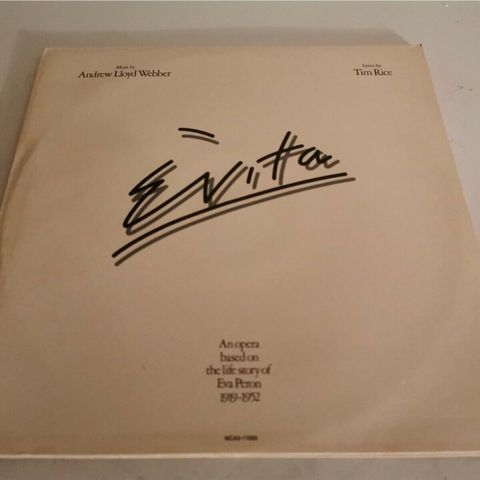 Music by
Andrew Lloyd Webber
Lyrics by
Tim Rice
Evita
An opera
based on
the life story of
Eva Peron
1919-1952